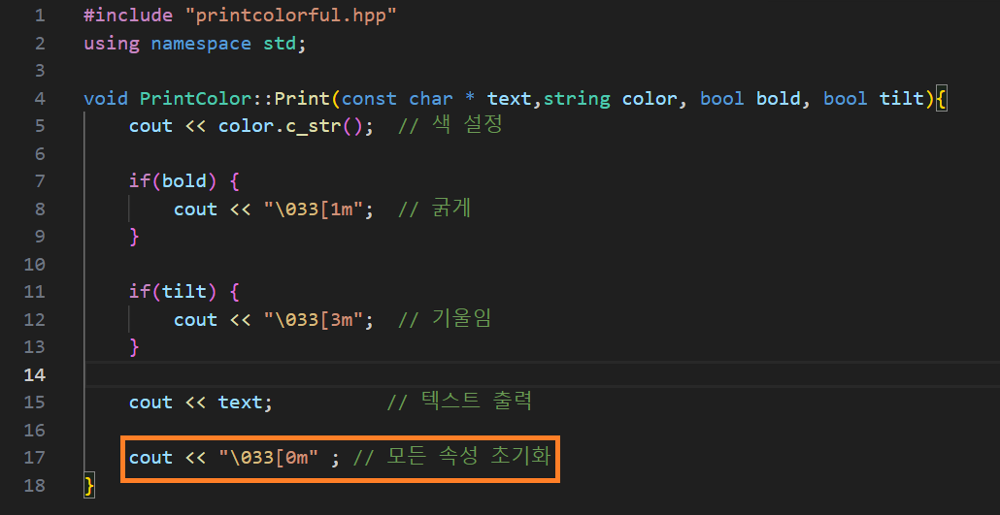 1 #include "printcolorful.hpp"
2 using namespace std;
3
4 void PrintColor::Print(const char * text,string color, bool bold, bool tilt){
5 cout << color.c_str(); // 색 설정
6
7 if(bold) {
8 cout << "\033[1m"; // 굵게
9 }
10
11 if(tilt) {
12 cout << "\033[3m"; // 기울임
13 }
14
15 cout << text; // 텍스트 출력
16
17 cout << "\033[0m" ; // 모든 속성 초기화
18 }